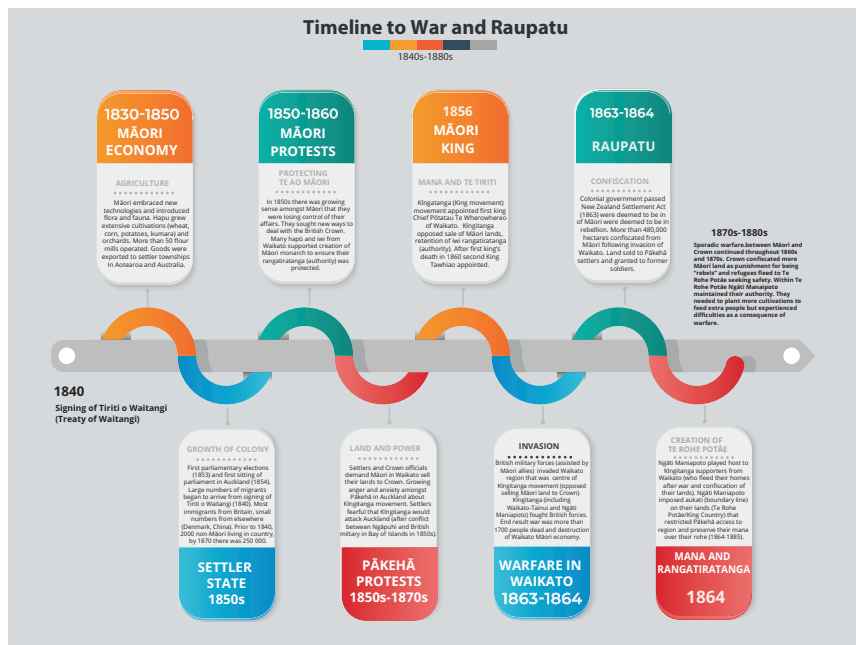 Timeline to War and Raupatu
1840s-1880s
1830-1850
MĀORI
ECONOMY
AGRICULTURE
Māori embraced new
technologies and introduced
flora and fauna. Hapu grew
extensive cultivations (wheat,
corn, potatoes, kumara) and
orchards. More than 50 flour
mills operated. Goods were
exported to settler townships
in Aotearoa and Australia.
1850-1860
MĀORI
PROTESTS
PROTECTING
TE AO MĀORI
In 1850s there was growing
sense amongst Māori that they
were losing control of their
affairs. They sought new ways to
deal with the British Crown.
Many hapū and iwi from
Waikato supported creation of
Māori monarch to ensure their
rangatiratanga (authority) was
protected.
1856
MĀORI
KING
MANA AND TE TIRITI
Kīngatanga (King movement)
movement appointed first king
Chief Pōtatau Te Wherowhereo
of Waikato. Kīngitanga
opposed sale of Māori lands,
retention of iwi rangatiratanga
(authority). After first king's
death in 1860 second King
Tawhiao appointed.
1863-1864
RAUPATU
CONFISCATION
Colonial government passed
New Zealand Settlement Act
(1863) were deemed to be in
of Māori were deemed to be in
rebellion. More than 480,000
hectares confiscated from
Māori following invasion of
Waikato. Land sold to Pākehā
settlers and granted to former
soldiers.
1870s-1880s
Sporadic warfare.between Māori and
Crown continued throughout 1860s
and 1870s. Crown confiscated more
Māori land as punishment for being
"rebels" and refugees fleed to Te
Rohe Potāe seeking safety. Within Te
Rohe Potāe Ngāti Manaipoto
maintained their authority. They
needed to plant more cultivations to
feed extra people but experienced
difficulties as a consequence of
warfare.
1840
Signing of Tiriti o Waitangi
(Treaty of Waitangi)
GROWTH OF COLONY
First parliamentary elections
(1853) and first sitting of
parliament in Auckland (1854).
Large numbers of migrants
began to arrive from signing of
Tiriti o Waitangi (1840). Most
immigrants from Britain, small
numbers from elsewhere
(Denmark, China). Prior to 1840,
2000 non-Māori living in country,
by 1870 there was 250 000.
SETTLER
STATE
1850s
LAND AND POWER
Settlers and Crown officials
demand Māori in Waikato sell
their lands to Crown. Growing
anger and anxiety amongst
Pākehā in Auckland about
Kīngitanga movement. Settlers
fearful that Kīngitanga would
attack Auckland (after conflict
between Ngāpuhi and British
military in Bay of Islands in 1850s).
PĀKEHĀ
PROTESTS
1850s-1870s
INVASION
British military forces (assisted by
Māori allies) invaded Waikato
region that was centre of
Kīngitanga movement (opposed
selling Māori land to Crown).
Kīngitanga (including
Waikato-Tainui and Ngāti
Maniapoto) fought British forces.
End result war was more than
1700 people dead and destruction
of Waikato Māori economy.
WARFARE IN
WAIKATO
1863-1864
CREATION OF
TE ROHE POTĀE
Ngāti Maniapoto played host to
Kīngitanga supporters from
Waikato (who fleed their homes
after war and confiscation of
their lands). Ngāti Maniapoto
imposed aukati (boundary line)
on their lands (Te Rohe
Potāe/King Country) that
restricted Pākehā access to
region and preserve their mana
over their rohe (1864-1885).
MANA AND
RANGATIRATANGA
1864